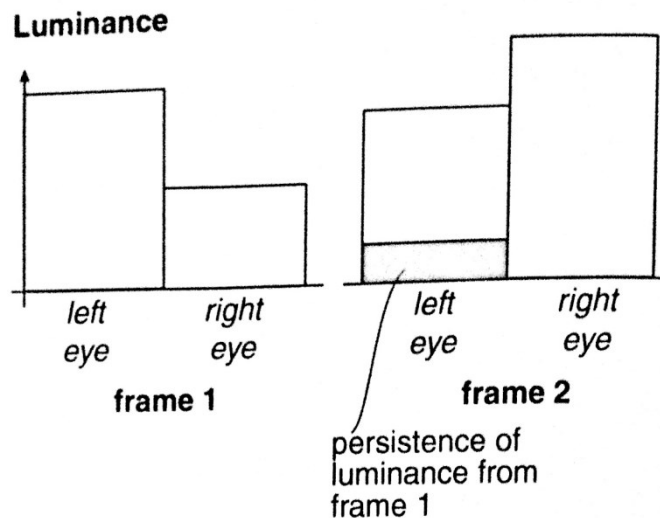 Luminance
left
eye
right
eye
frame 1
left
eye
right
eye
frame 2
persistence of
luminance from
frame 1